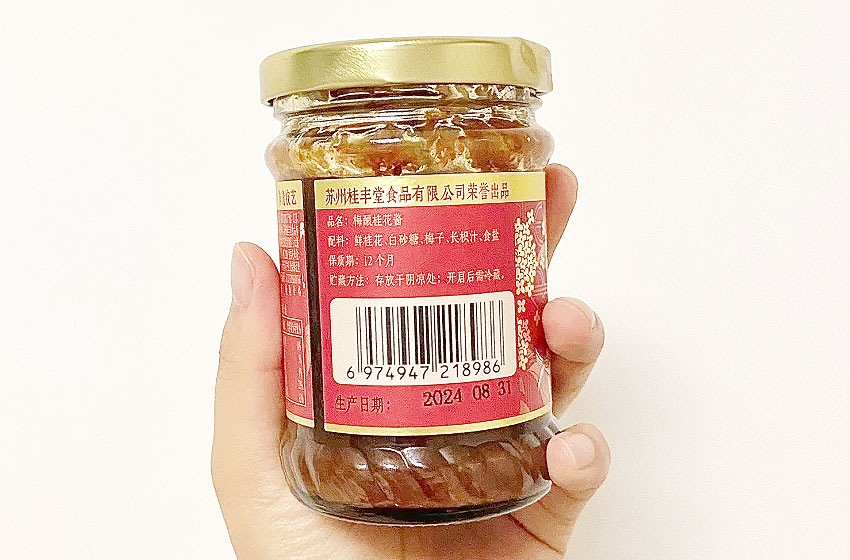 苏州桂丰堂食品有限公司荣誉出品
品名：梅酿桂花酱
配料：鲜桂花、白砂糖、梅子、长枳汁、食盐
保质期：12个月
贮藏方法：存放于阴凉处；开启后需冷藏。
6 974947 218986
生产日期： 2024 08 31